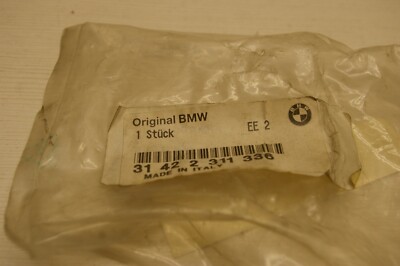 Original BMW
1 Stück EE 2
31 42 2 311 336
MADE IN ITALY